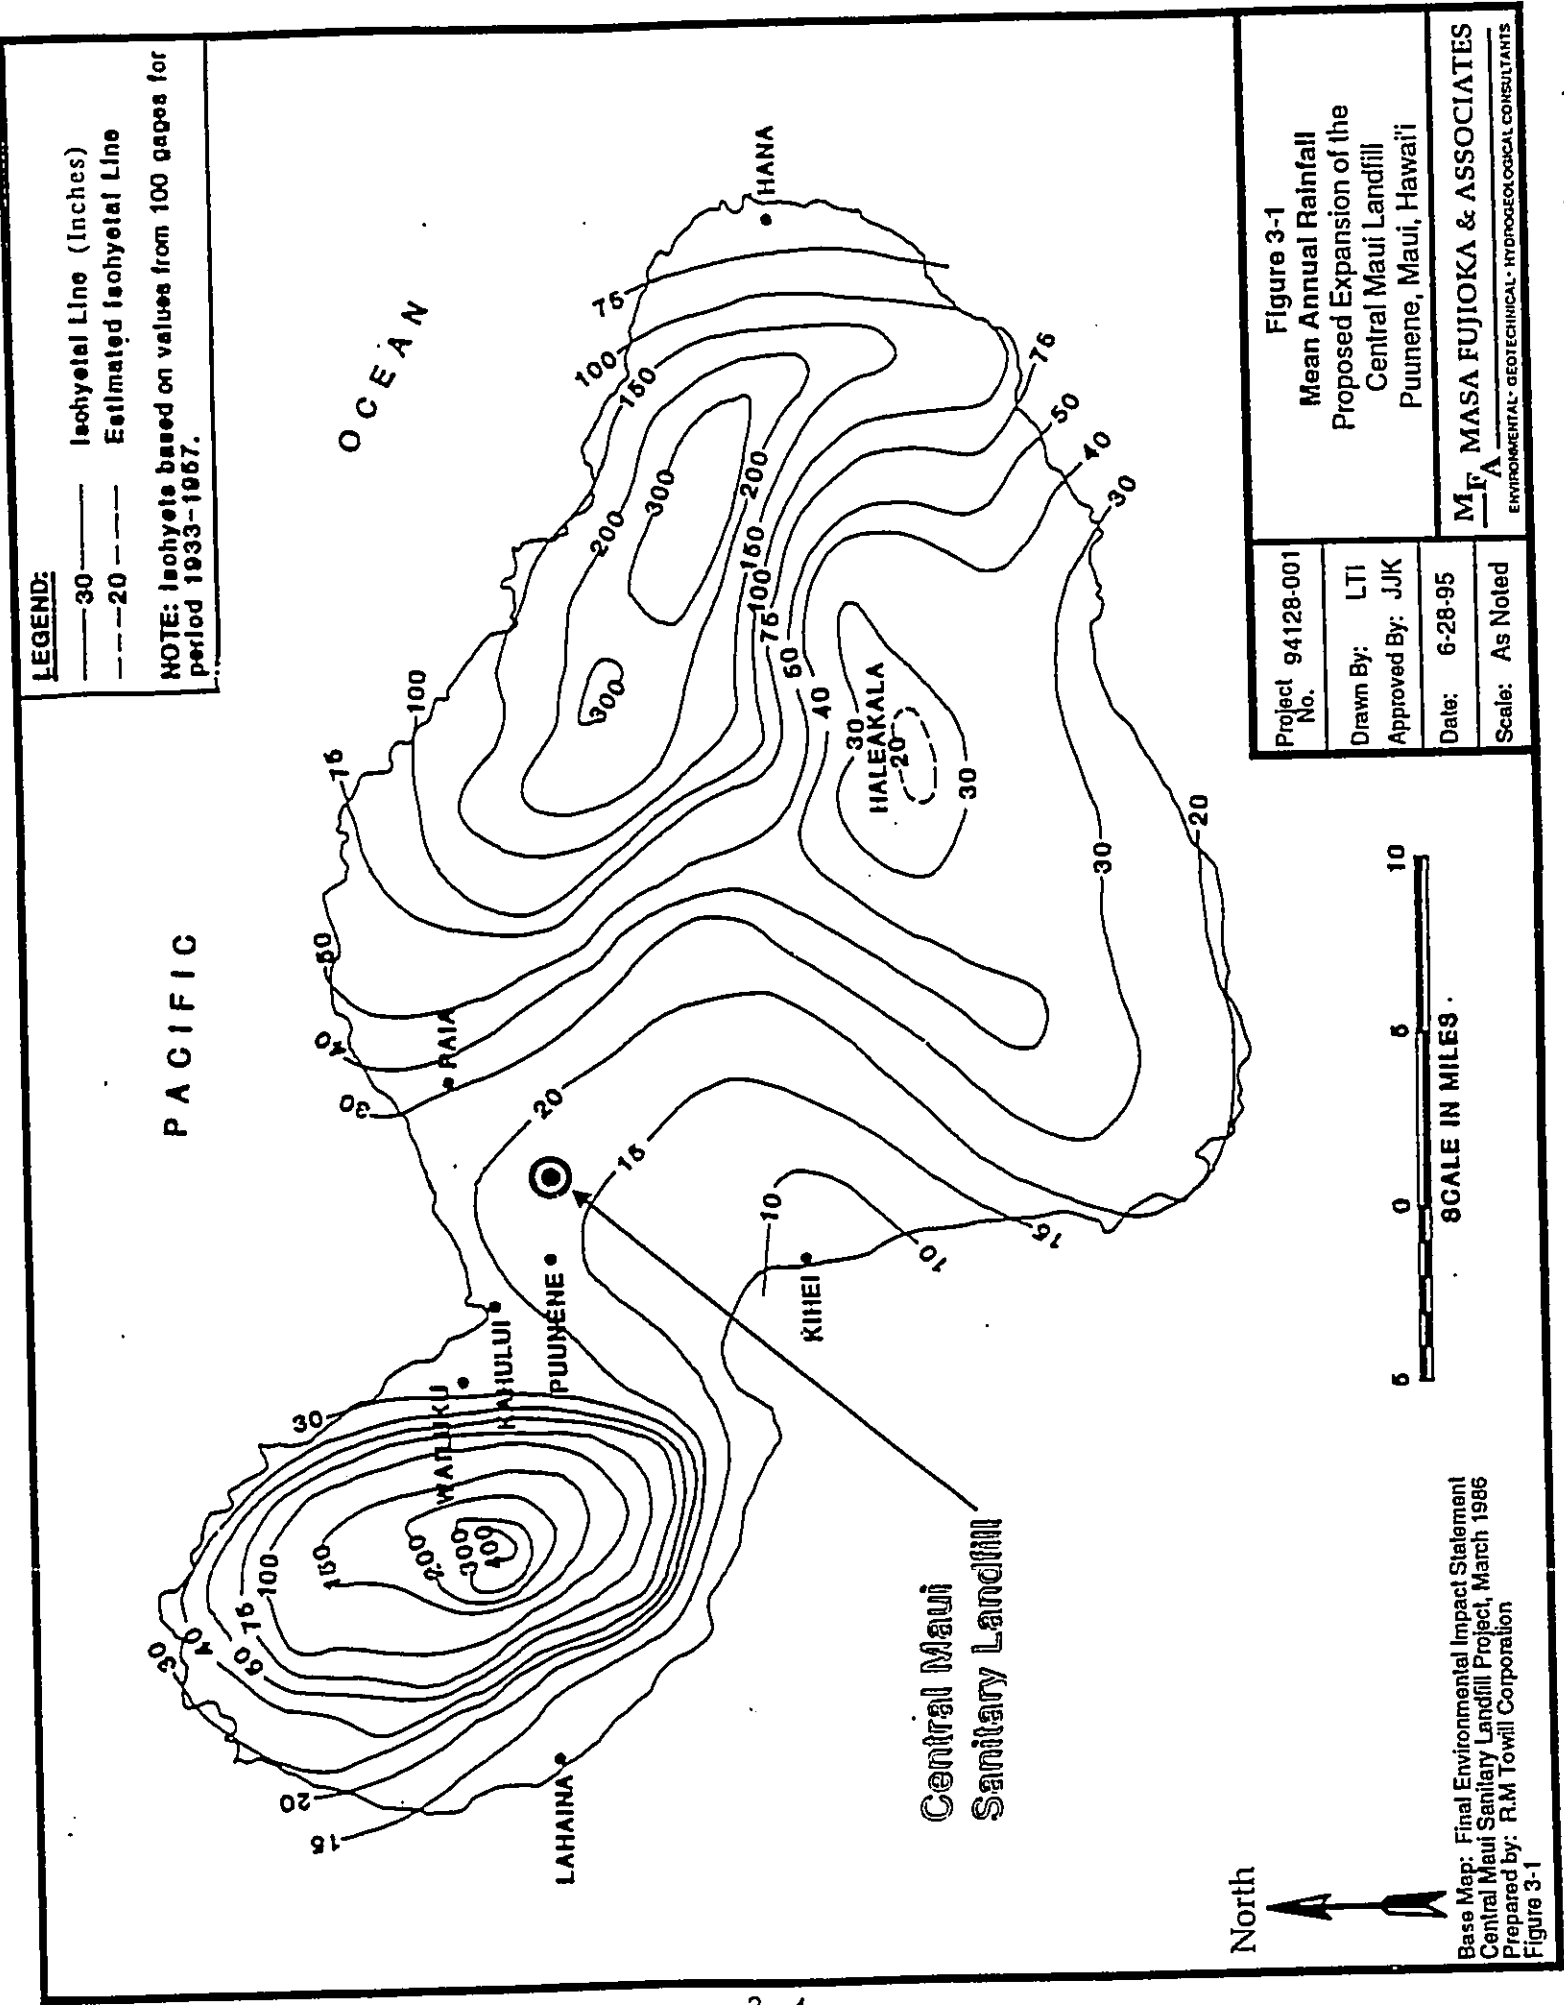 LEGEND:
30 Isohyetal Line (Inches)
20 Estimated Isohyetal Line
NOTE: Isohyets based on values from 100 gages for
period 1933-1967.
PACIFIC
OCEAN
30
40
50
75
100
150
200
300
400
30
20
15
WAILUKU
KAHULUI
PUUNENE
LAHAINA
KIHEI
PAIA
HANA
HALEAKALA
30
40
50
75
100
75
100
150
200
300
300
200
150
100
75
50
40
30
20
30
30
20
15
10
10
15
20
30
40
50
75
Central Maui
Sanitary Landfill
North
5 0 5 10
SCALE IN MILES
Base Map: Final Environmental Impact Statement
Central Maui Sanitary Landfill Project, March 1986
Prepared by: R.M Towill Corporation
Figure 3-1
Project No. 94128-001
Drawn By: LTI
Approved By: JJK
Date: 6-28-95
Scale: As Noted
Figure 3-1
Mean Annual Rainfall
Proposed Expansion of the
Central Maui Landfill
Puunene, Maui, Hawai'i
MFA MASA FUJIOKA & ASSOCIATES
ENVIRONMENTAL • GEOTECHNICAL • HYDROGEOLOGICAL CONSULTANTS